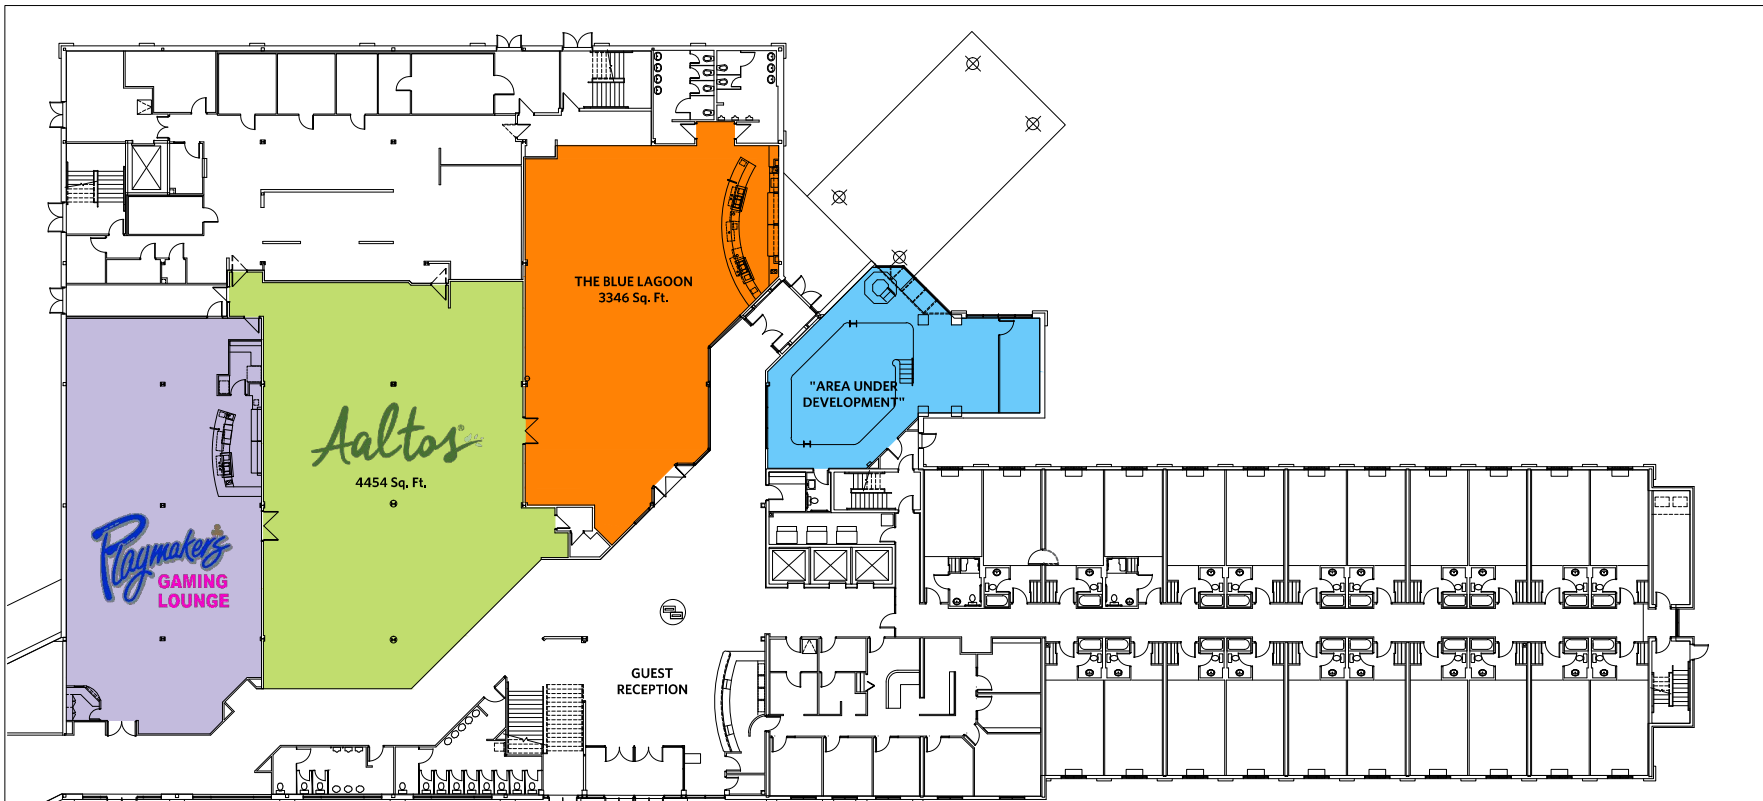 THE BLUE LAGOON
3346 Sq. Ft.
"AREA UNDER
DEVELOPMENT"
Aaltos®
4454 Sq. Ft.
Playmakers
GAMING
LOUNGE
GUEST
RECEPTION